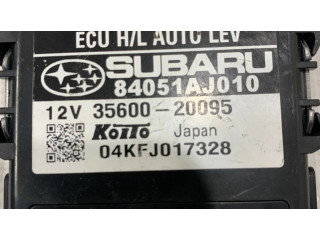 ECU H/L AUTO LEV
SUBARU
84051AJ010
12V 35600-20095
KOITO Japan
04KFJ017328